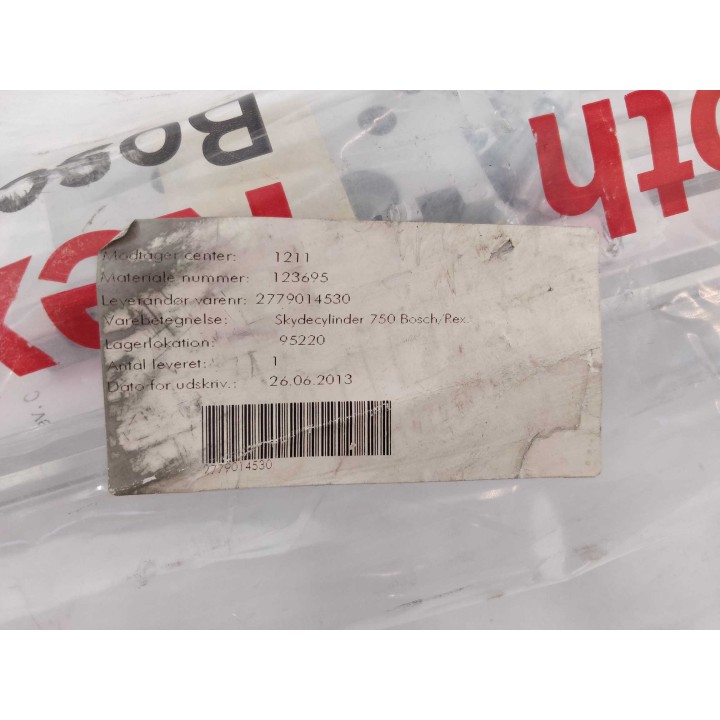 Bosc
Rex
oth
Modtager center: 1211
Materiale nummer: 123695
Leverandør varenr: 2779014530
Varebetegnelse: Skydecylinder 750 Bosch/Rex.
Lagerlokation: 95220
Antal leveret: 1
Dato for udskriv.: 26.06.2013
2779014530